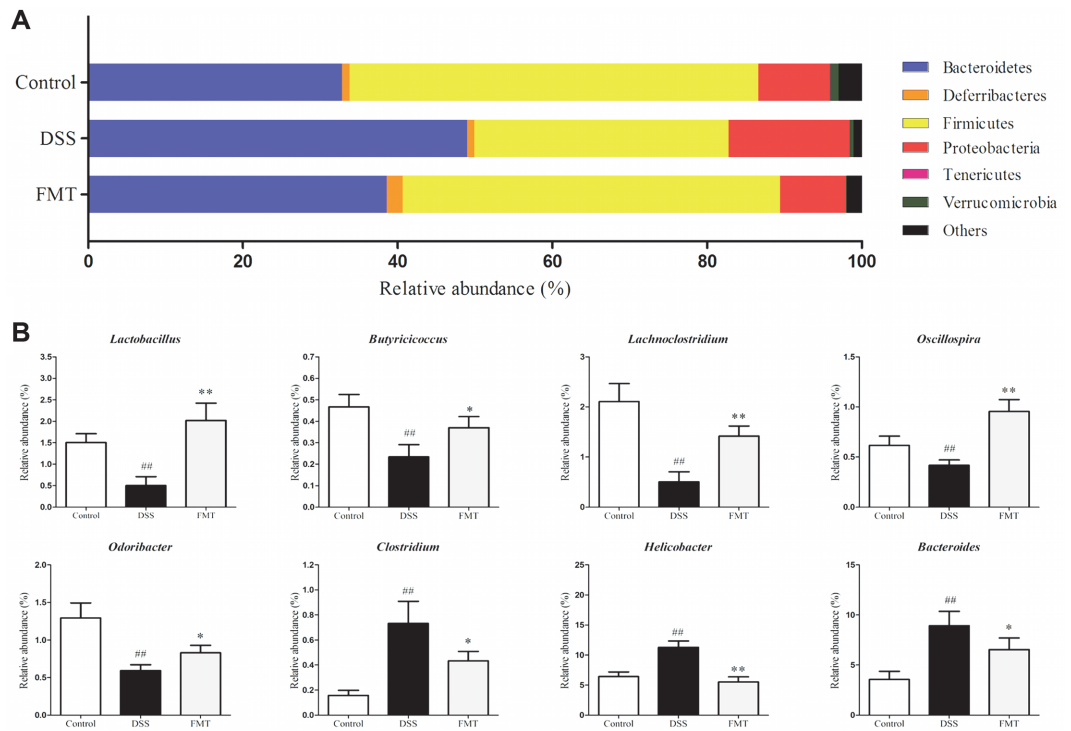 A
Control
DSS
FMT
0 20 40 60 80 100
Relative abundance (%)
Bacteroidetes
Deferribacteres
Firmicutes
Proteobacteria
Tenericutes
Verrucomicrobia
Others
B
Lactobacillus
Relative abundance (%)
3.5
3.0
2.5
2.0
1.5
1.0
0.5
0.0
##
**
Control DSS FMT
Butyricicoccus
Relative abundance (%)
0.7
0.6
0.5
0.4
0.3
0.2
0.1
0.0
##
*
Control DSS FMT
Lachnoclostridium
Relative abundance (%)
3
2
1
0
##
**
Control DSS FMT
Oscillospira
Relative abundance (%)
1.5
1.0
0.5
0.0
##
**
Control DSS FMT
Odoribacter
Relative abundance (%)
2.0
1.5
1.0
0.5
0.0
##
*
Control DSS FMT
Clostridium
Relative abundance (%)
1.2
1.0
0.8
0.6
0.4
0.2
0.0
##
*
Control DSS FMT
Helicobacter
Relative abundance (%)
25
20
15
10
5
0
##
**
Control DSS FMT
Bacteroides
Relative abundance (%)
15
10
5
0
##
*
Control DSS FMT